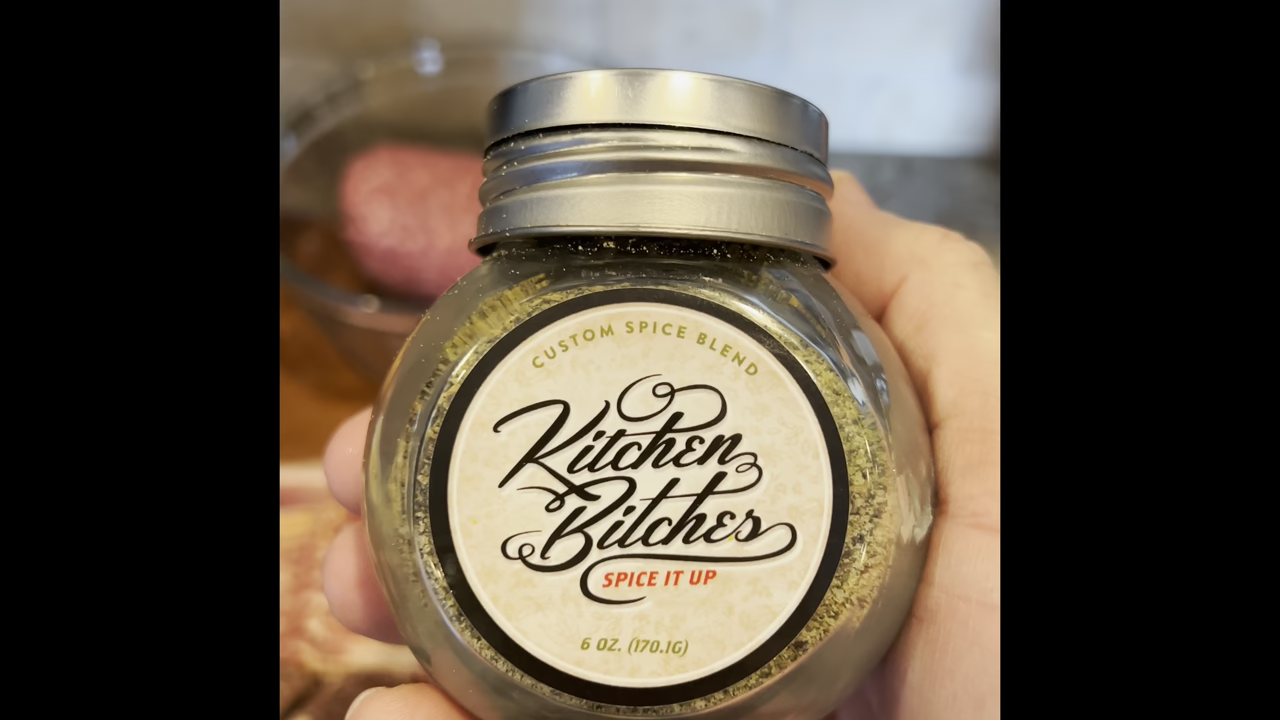 CUSTOM SPICE BLEND
Kitchen
Bitches
SPICE IT UP
6 OZ. (170.1G)